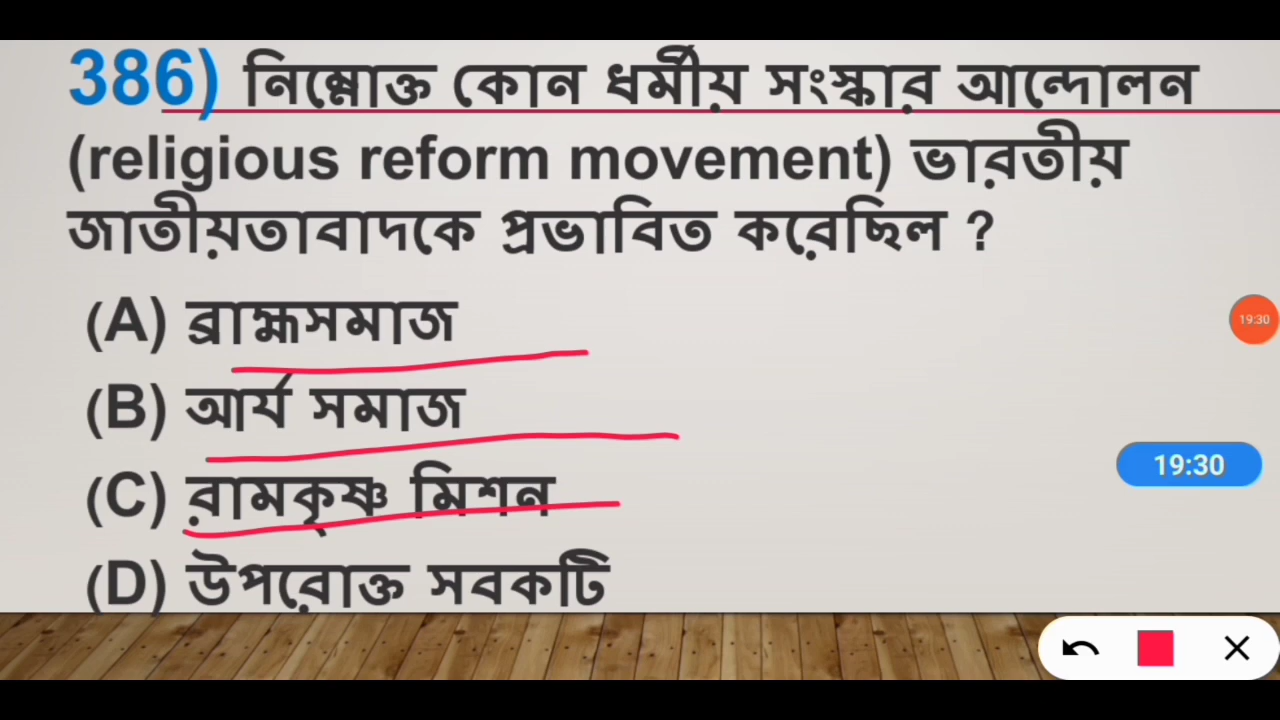 386) নিম্নোক্ত কোন ধর্মীয় সংস্কার আন্দোলন
(religious reform movement) ভারতীয়
জাতীয়তাবাদকে প্রভাবিত করেছিল ?
(A) ব্রাহ্মসমাজ
(B) আর্য সমাজ
(C) রামকৃষ্ণ মিশন
(D) উপরোক্ত সবকটি
19:30
19:30